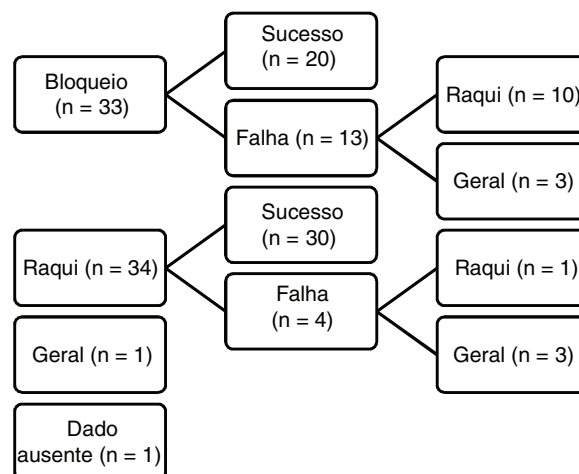 Bloqueio
(n = 33)
Sucesso
(n = 20)
Falha (n = 13)
Raqui (n = 10)
Geral (n = 3)
Raqui (n = 34)
Sucesso
(n = 30)
Falha
(n = 4)
Raqui (n = 1)
Geral (n = 3)
Geral (n = 1)
Dado
ausente (n = 1)